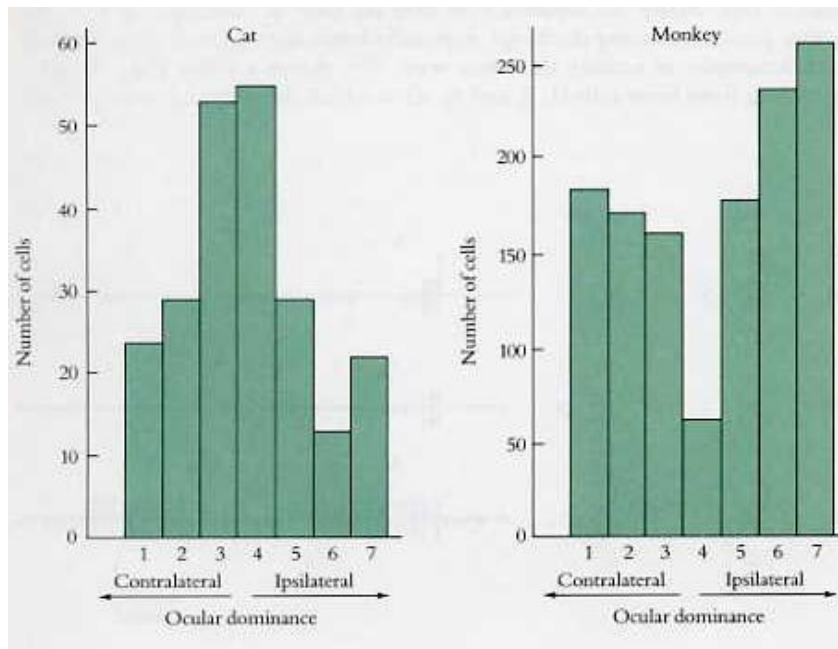 Cat
Number of cells
60
50
40
30
20
10
0
1 2 3 4 5 6 7
Contralateral Ipsilateral
Ocular dominance
Monkey
Number of cells
250
200
150
100
50
0
1 2 3 4 5 6 7
Contralateral Ipsilateral
Ocular dominance